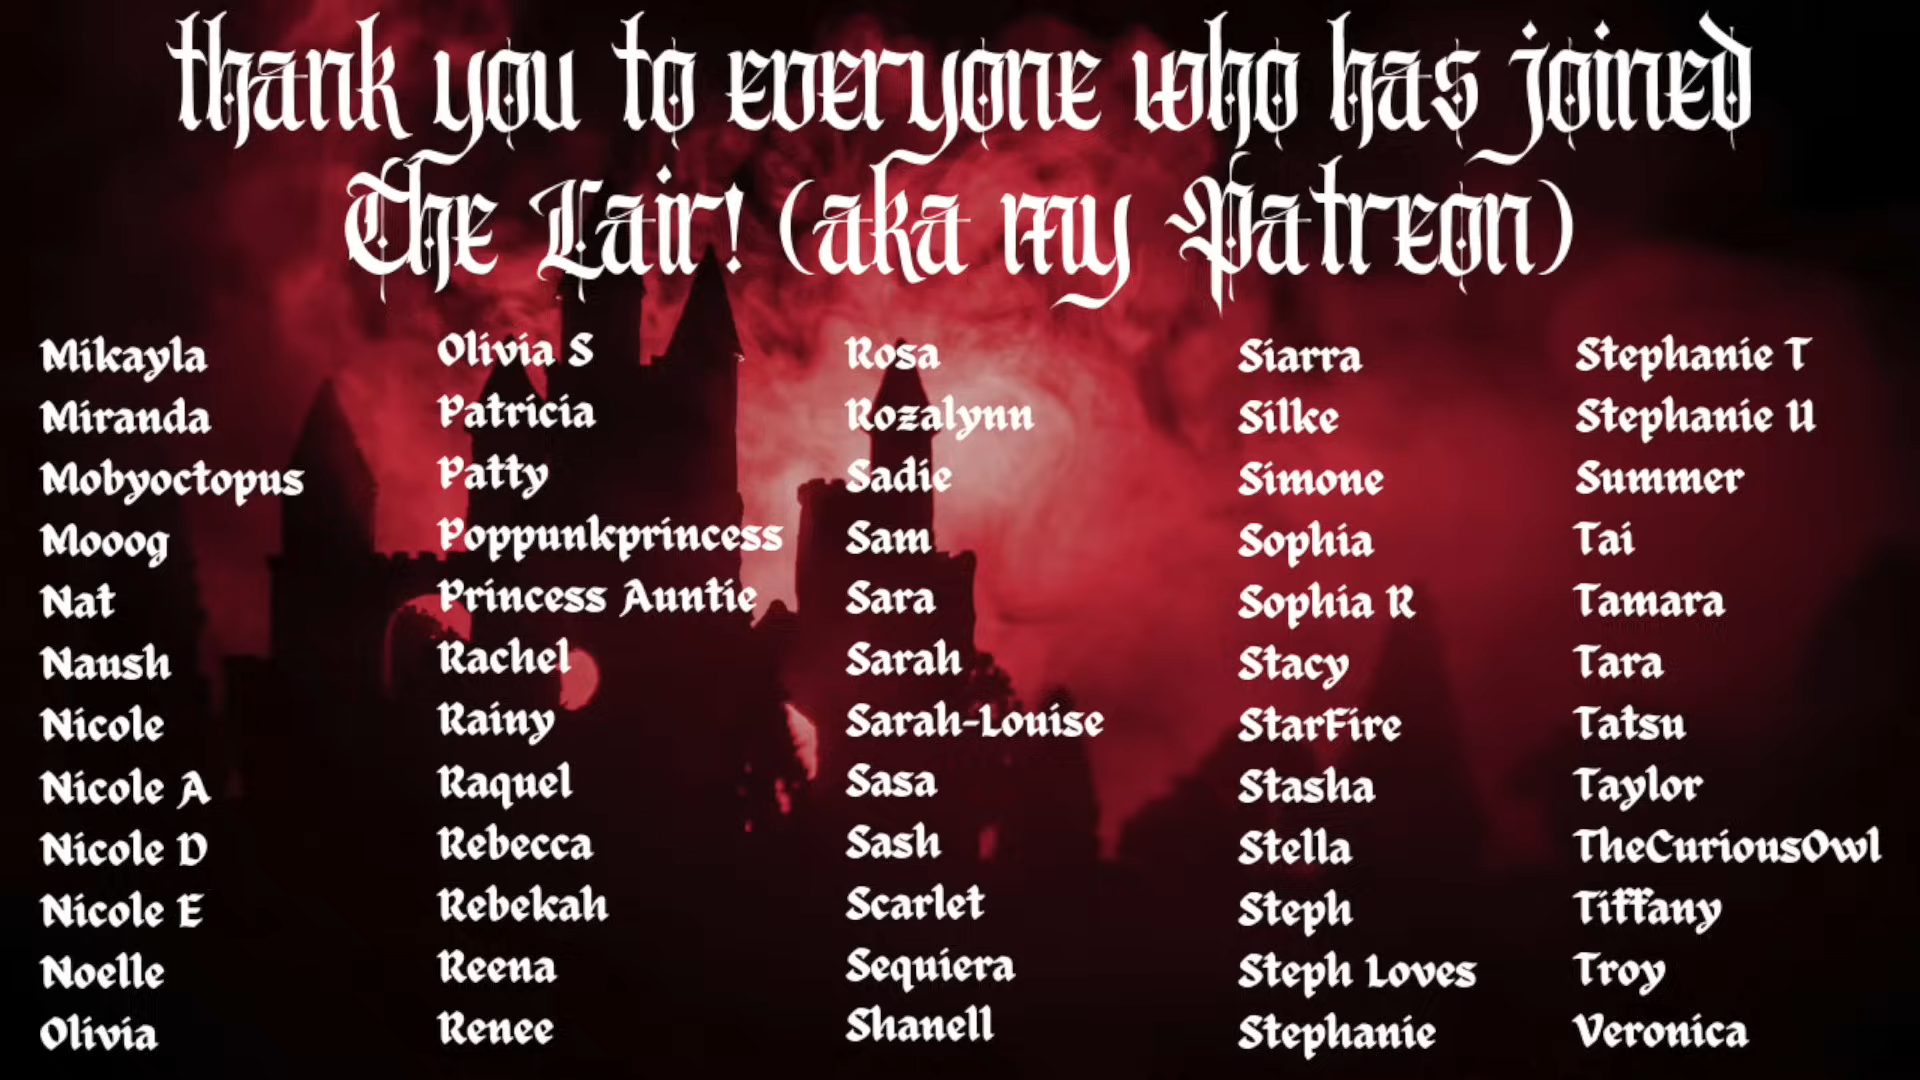 thank you to everyone who has joined
The Lair! (aka my Patreon)
Mikayla
Miranda
Mobyoctopus
Mooog
Nat
Naush
Nicole
Nicole A
Nicole D
Nicole E
Noelle
Olivia
Olivia S
Patricia
Patty
Poppunkprincess
Princess Auntie
Rachel
Rainy
Raquel
Rebecca
Rebekah
Reena
Renee
Rosa
Rozalynn
Sadie
Sam
Sara
Sarah
Sarah-Louise
Sasa
Sash
Scarlet
Sequiera
Shanell
Siarra
Silke
Simone
Sophia
Sophia R
Stacy
StarFire
Stasha
Stella
Steph
Steph Loves
Stephanie
Stephanie T
Stephanie U
Summer
Tai
Tamara
Tara
Tatsu
Taylor
TheCuriousOwl
Tiffany
Troy
Veronica